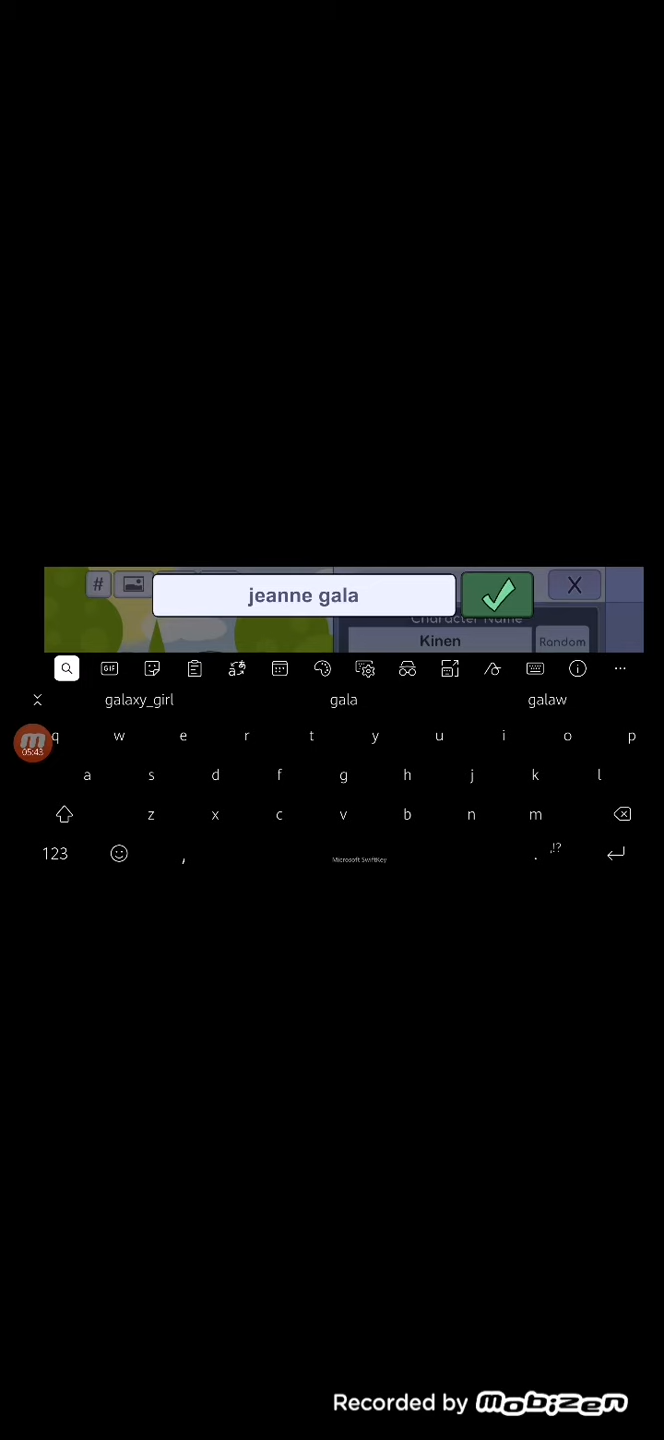 #
jeanne gala
X
Character Name
Kinen
Random
GIF
galaxy_girl gala galaw
05:43
q w e r t y u i o p
a s d f g h j k l
z x c v b n m
123 , Microsoft SwiftKey . ,!?
Recorded by mobizen